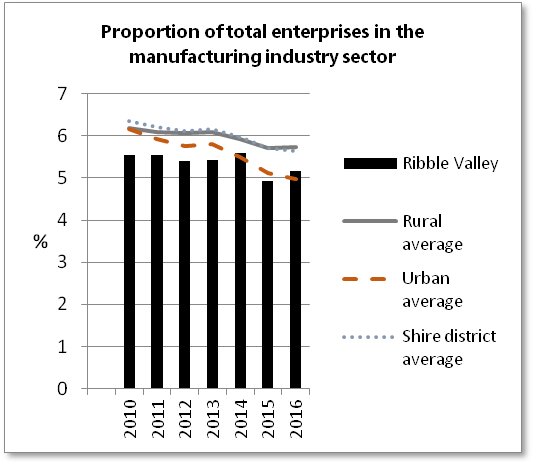 Proportion of total enterprises in the
manufacturing industry sector
7
6
5
4
3
2
1
0
%
2010
2011
2012
2013
2014
2015
2016
Ribble Valley
Rural
average
Urban
average
Shire district
average